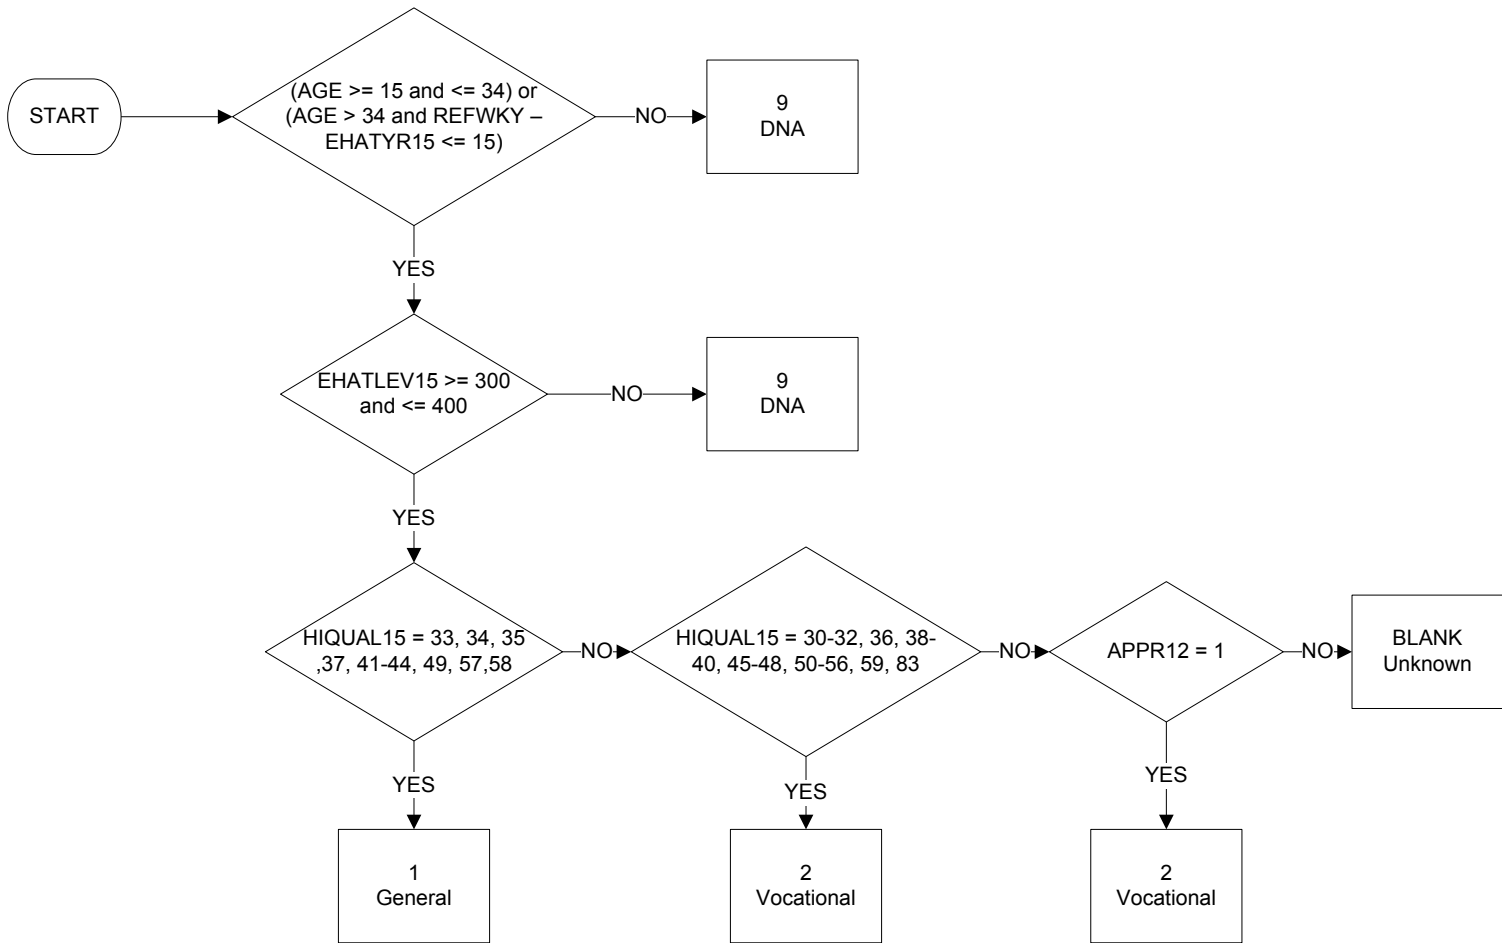 START
(AGE >= 15 and <= 34) or
(AGE > 34 and REFWKY –
EHATYR15 <= 15)
NO
9
DNA
YES
EHATLEV15 >= 300
and <= 400
NO
9
DNA
YES
HIQUAL15 = 33, 34, 35
,37, 41-44, 49, 57,58
NO
HIQUAL15 = 30-32, 36, 38-
40, 45-48, 50-56, 59, 83
NO
APPR12 = 1
NO
BLANK
Unknown
YES
YES
YES
1
General
2
Vocational
2
Vocational